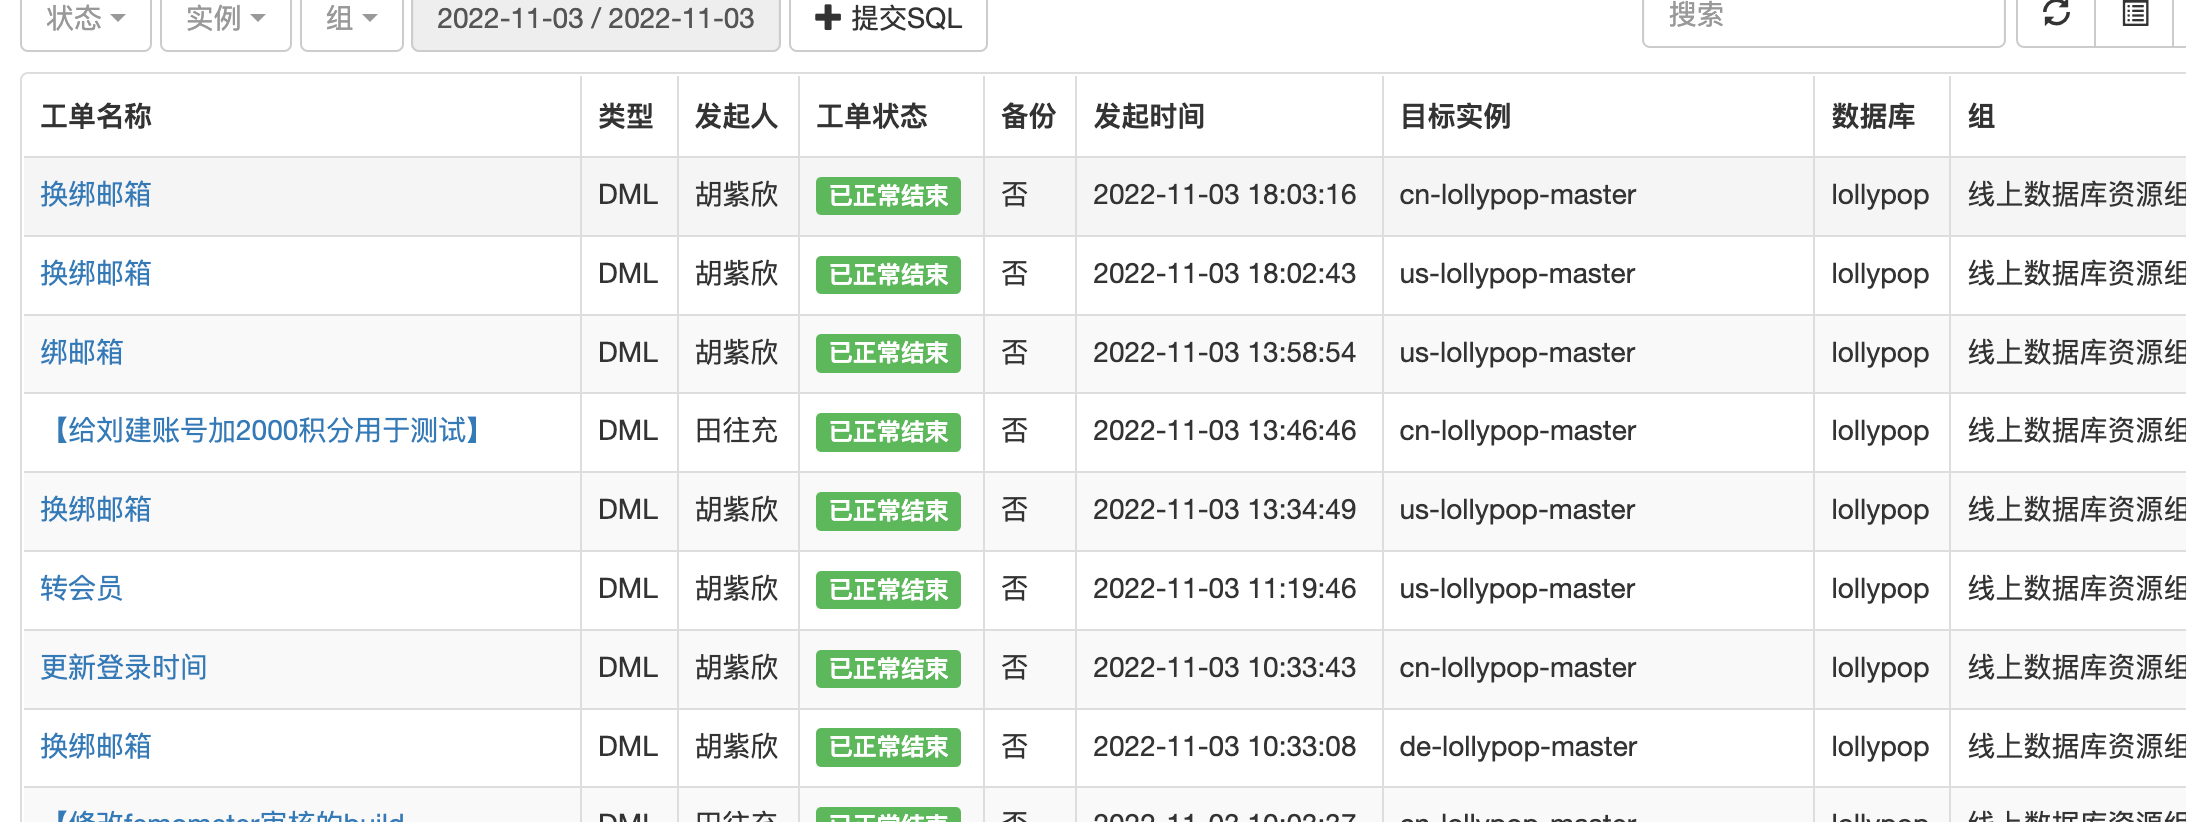 状态 实例 组 2022-11-03 / 2022-11-03 提交SQL 搜索
工单名称 类型 发起人 工单状态 备份 发起时间 目标实例 数据库 组
换绑邮箱 DML 胡紫欣 已正常结束 否 2022-11-03 18:03:16 cn-lollypop-master lollypop 线上数据库资源组
换绑邮箱 DML 胡紫欣 已正常结束 否 2022-11-03 18:02:43 us-lollypop-master lollypop 线上数据库资源组
绑邮箱 DML 胡紫欣 已正常结束 否 2022-11-03 13:58:54 us-lollypop-master lollypop 线上数据库资源组
【给刘建账号加2000积分用于测试】 DML 田往充 已正常结束 否 2022-11-03 13:46:46 cn-lollypop-master lollypop 线上数据库资源组
换绑邮箱 DML 胡紫欣 已正常结束 否 2022-11-03 13:34:49 us-lollypop-master lollypop 线上数据库资源组
转会员 DML 胡紫欣 已正常结束 否 2022-11-03 11:19:46 us-lollypop-master lollypop 线上数据库资源组
更新登录时间 DML 胡紫欣 已正常结束 否 2022-11-03 10:33:43 cn-lollypop-master lollypop 线上数据库资源组
换绑邮箱 DML 胡紫欣 已正常结束 否 2022-11-03 10:33:08 de-lollypop-master lollypop 线上数据库资源组
【修改femometer审核的build DML 田往充 已正常结束 否 2022-11-03 10:03:37 cn-lollypop-master lollypop 线上数据库资源组